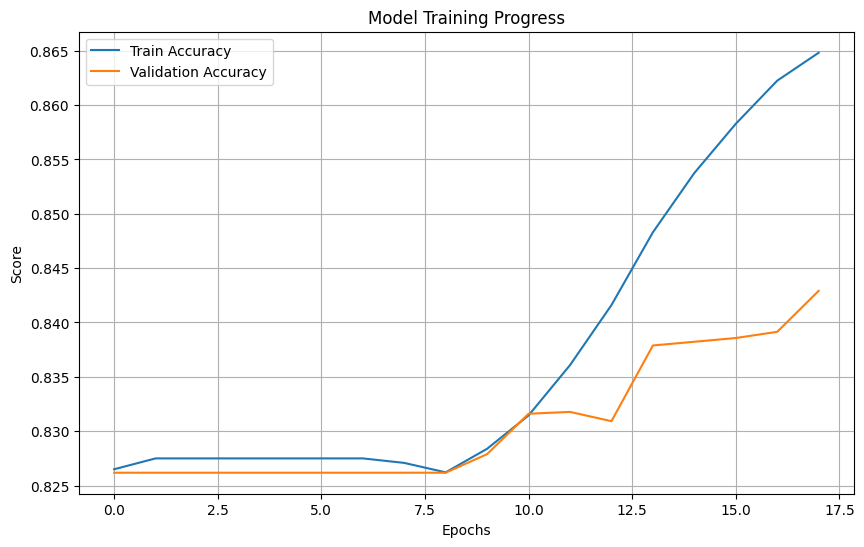 Model Training Progress
Train Accuracy
Validation Accuracy
0.865
0.860
0.855
0.850
0.845
0.840
0.835
0.830
0.825
Score
0.0 2.5 5.0 7.5 10.0 12.5 15.0 17.5
Epochs